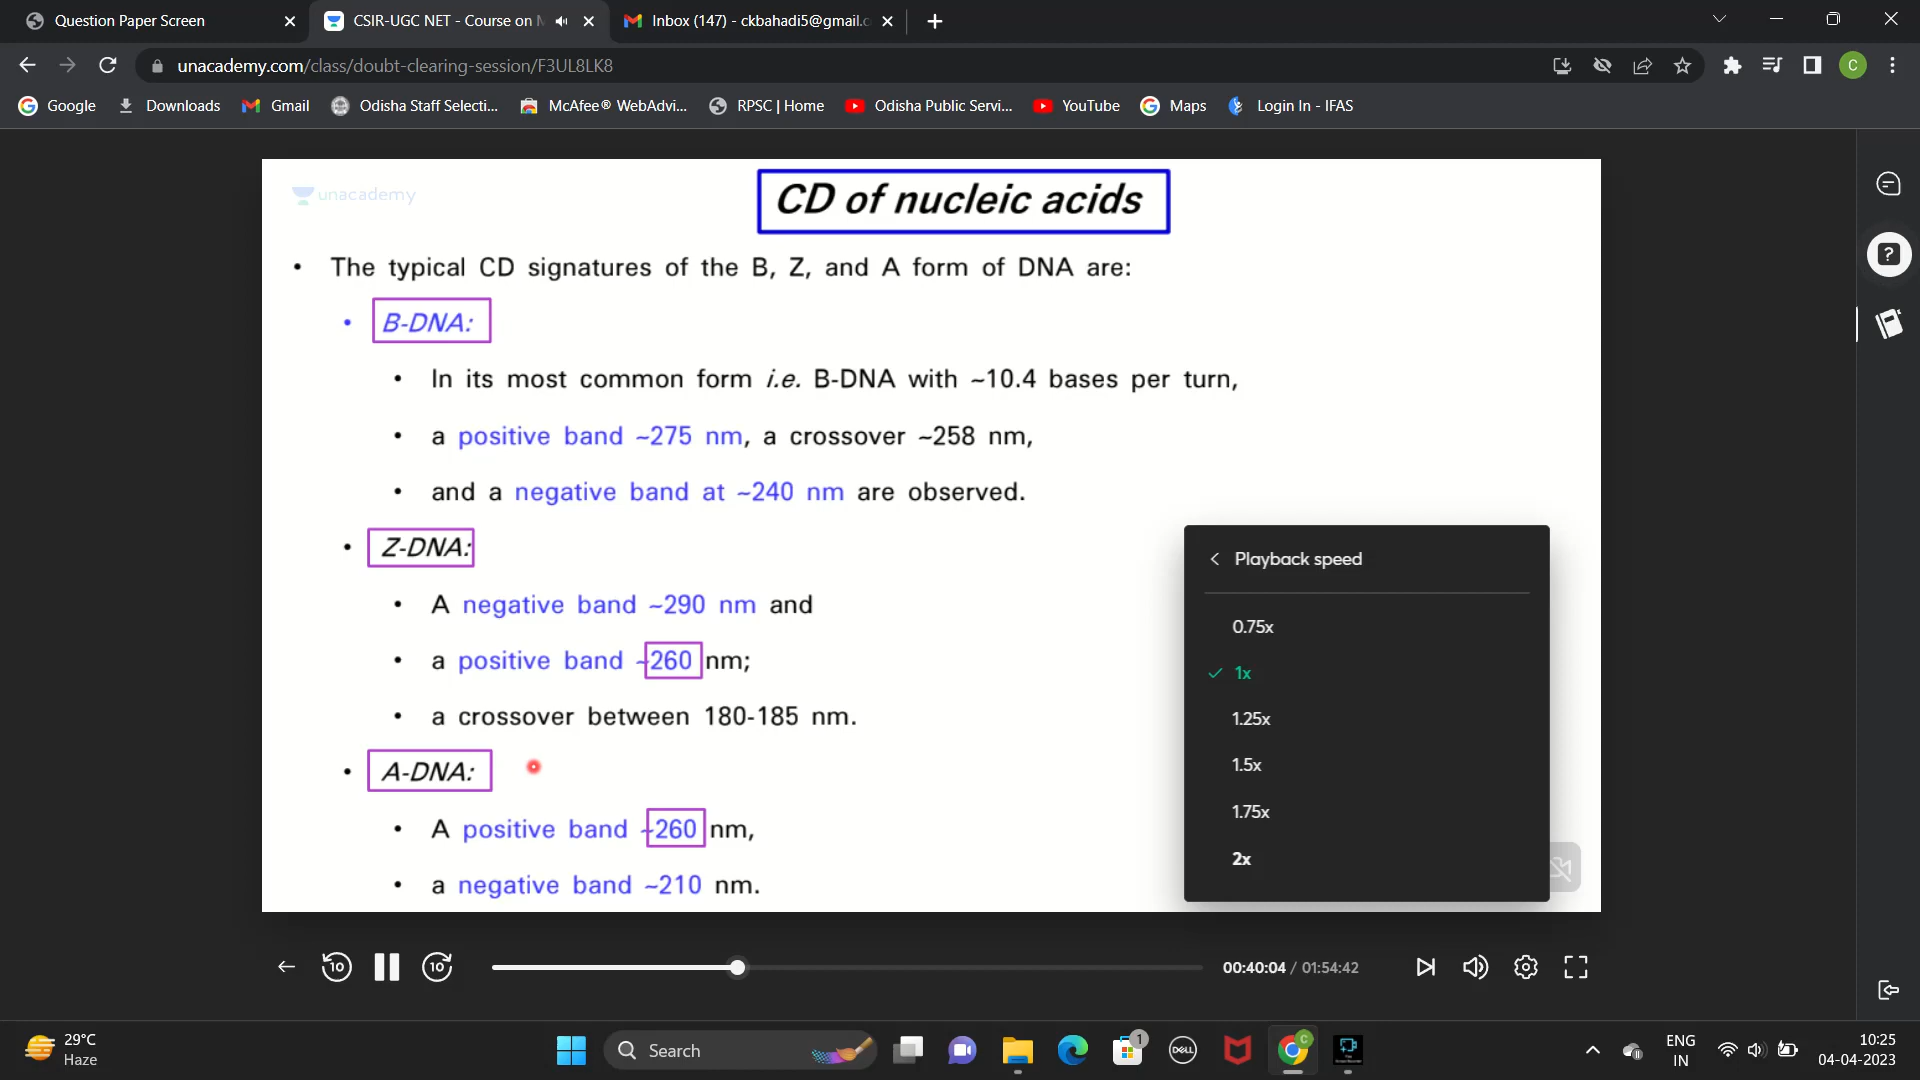 Question Paper Screen
CSIR-UGC NET - Course on M
Inbox (147) - ckbahadi5@gmail.c
unacademy.com/class/doubt-clearing-session/F3UL8LK8
C
Google
Downloads
Gmail
Odisha Staff Selecti...
McAfee® WebAdvi...
RPSC | Home
Odisha Public Servi...
YouTube
Maps
Login In - IFAS
unacademy
CD of nucleic acids
• The typical CD signatures of the B, Z, and A form of DNA are:
• B-DNA:
• In its most common form i.e. B-DNA with ~10.4 bases per turn,
• a positive band ~275 nm, a crossover ~258 nm,
• and a negative band at ~240 nm are observed.
• Z-DNA:
• A negative band ~290 nm and
• a positive band ~260 nm;
• a crossover between 180-185 nm.
• A-DNA:
• A positive band ~260 nm,
• a negative band ~210 nm.
Playback speed
0.75x
1x
1.25x
1.5x
1.75x
2x
10
10
00:40:04 / 01:54:42
29°C
Haze
Search
1
DELL
C
ENG
IN
10:25
04-04-2023